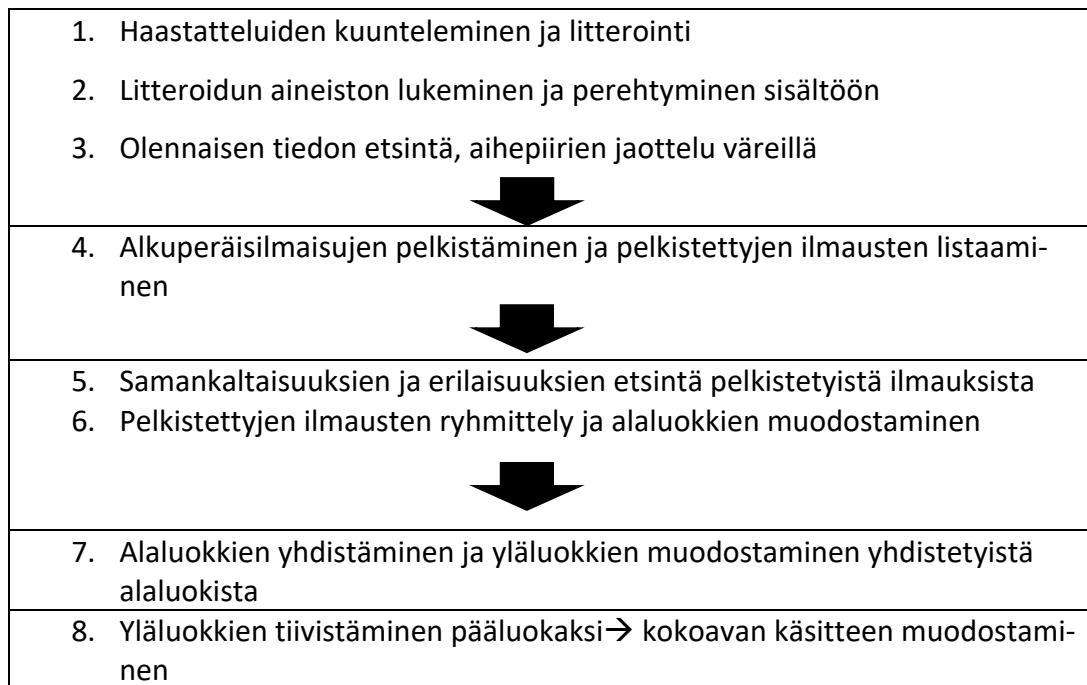 1. Haastatteluiden kuunteleminen ja litterointi
2. Litteroidun aineiston lukeminen ja perehtyminen sisältöön
3. Olennaisen tiedon etsintä, aihepiirien jaottelu väreillä
4. Alkuperäisilmaisujen pelkistäminen ja pelkistettyjen ilmausten listaami-
nen
5. Samankaltaisuuksien ja erilaisuuksien etsintä pelkistetyistä ilmauksista
6. Pelkistettyjen ilmausten ryhmittely ja alaluokkien muodostaminen
7. Alaluokkien yhdistäminen ja yläluokkien muodostaminen yhdistetyistä
alaluokista
8. Yläluokkien tiivistäminen pääluokaksi→ kokoavan käsitteen muodostami-
nen